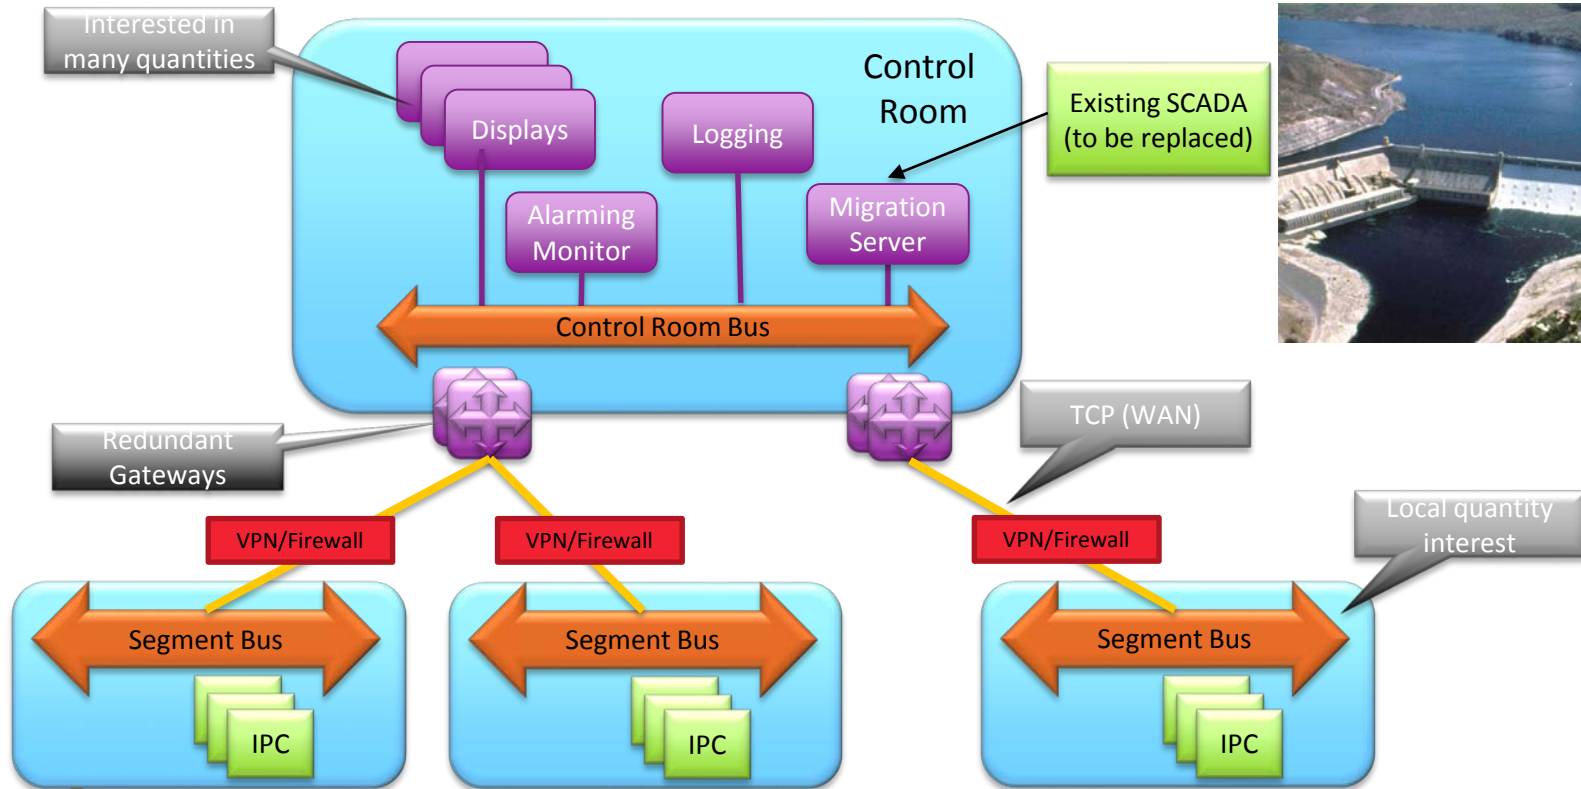 Interested in
many quantities
Control
Room
Existing SCADA
(to be replaced)
Displays
Logging
Alarming
Monitor
Migration
Server
Control Room Bus
Redundant
Gateways
TCP (WAN)
VPN/Firewall
VPN/Firewall
VPN/Firewall
Local quantity
interest
Segment Bus
Segment Bus
Segment Bus
IPC
IPC
IPC